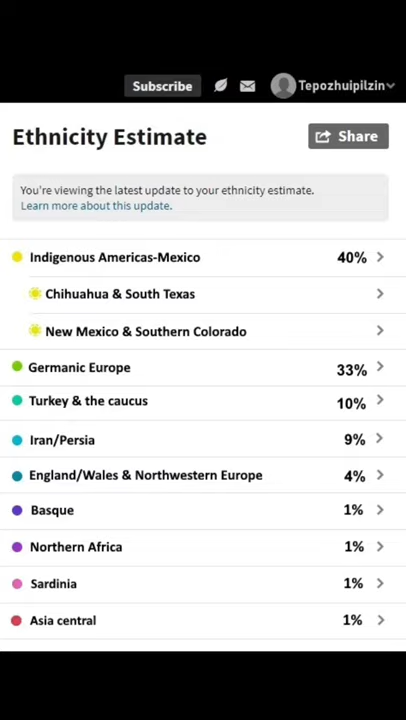 Subscribe Tepozhuipilzin
Ethnicity Estimate Share
You're viewing the latest update to your ethnicity estimate.
Learn more about this update.
Indigenous Americas-Mexico 40%
Chihuahua & South Texas
New Mexico & Southern Colorado
Germanic Europe 33%
Turkey & the caucus 10%
Iran/Persia 9%
England/Wales & Northwestern Europe 4%
Basque 1%
Northern Africa 1%
Sardinia 1%
Asia central 1%